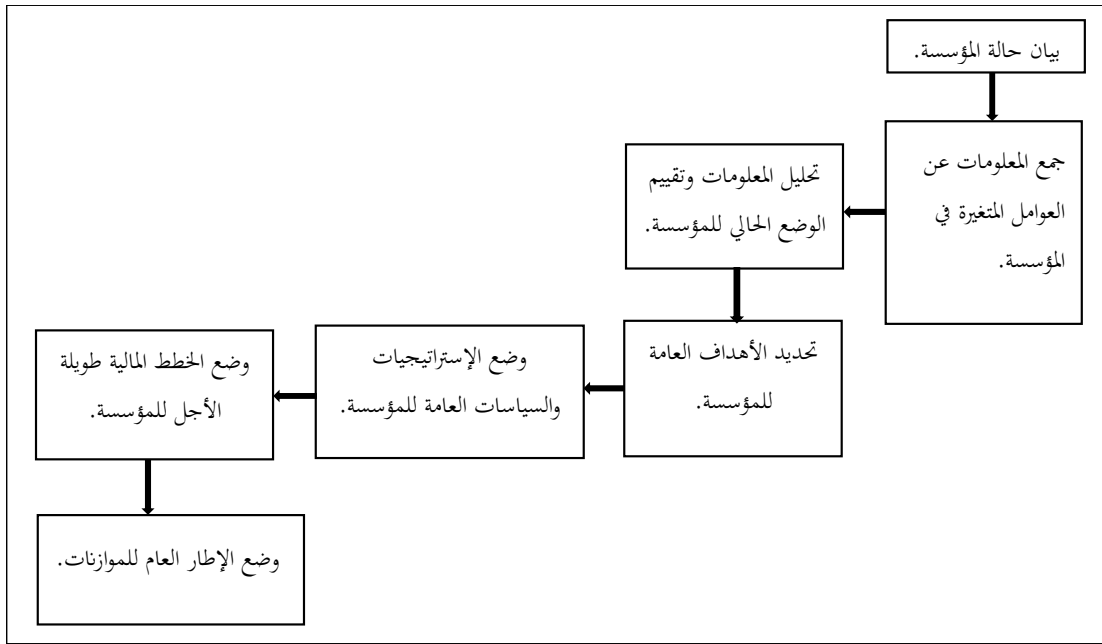 بيان حالة المؤسسة.
جمع المعلومات عن
العوامل المتغيرة في
المؤسسة.
تحليل المعلومات وتقييم
الوضع الحالي للمؤسسة.
تحديد الأهداف العامة
للمؤسسة.
وضع الإستراتيجيات
والسياسات العامة للمؤسسة.
وضع الخطط المالية طويلة
الأجل للمؤسسة.
وضع الإطار العام للموازنات.